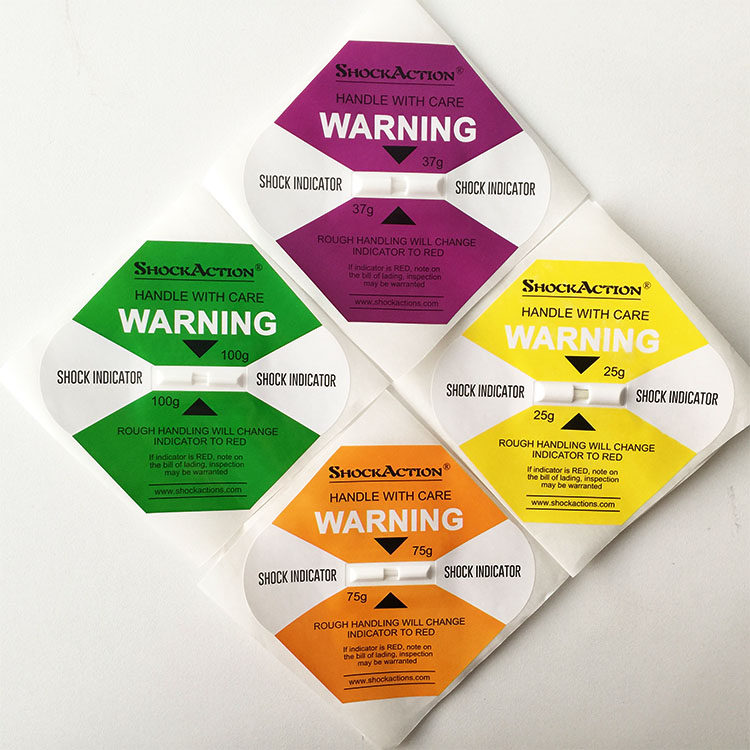 SHOCKACTION®
HANDLE WITH CARE
WARNING
37g
SHOCK INDICATOR SHOCK INDICATOR
37g
ROUGH HANDLING WILL CHANGE
INDICATOR TO RED
If indicator is RED, note on
the bill of lading, inspection
may be warranted
www.shockactions.com
SHOCKACTION®
HANDLE WITH CARE
WARNING
100g
SHOCK INDICATOR SHOCK INDICATOR
100g
ROUGH HANDLING WILL CHANGE
INDICATOR TO RED
If indicator is RED, note on
the bill of lading, inspection
may be warranted
www.shockactions.com
SHOCKACTION®
HANDLE WITH CARE
WARNING
25g
SHOCK INDICATOR SHOCK INDICATOR
25g
ROUGH HANDLING WILL CHANGE
INDICATOR TO RED
If indicator is RED, note on
the bill of lading, inspection
may be warranted
www.shockactions.com
SHOCKACTION®
HANDLE WITH CARE
WARNING
75g
SHOCK INDICATOR SHOCK INDICATOR
75g
ROUGH HANDLING WILL CHANGE
INDICATOR TO RED
If indicator is RED, note on
the bill of lading, inspection
may be warranted
www.shockactions.com